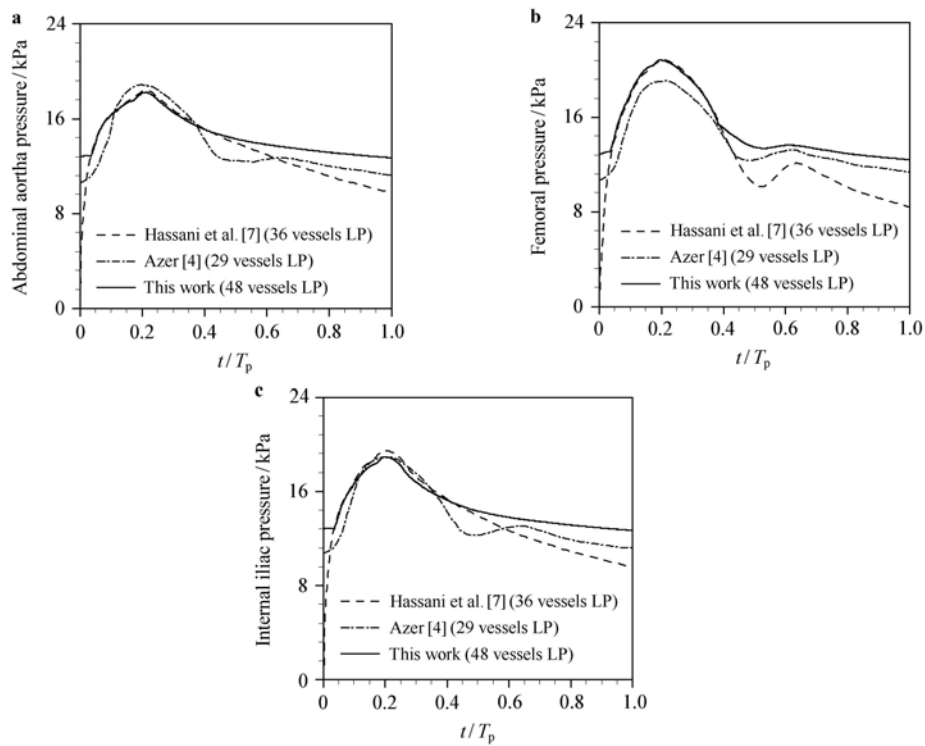 a
24
16
8
0
Abdominal aortha pressure / kPa
Hassani et al. [7] (36 vessels LP)
Azer [4] (29 vessels LP)
This work (48 vessels LP)
0 0.2 0.4 0.6 0.8 1.0
t / Tp
b
24
16
8
0
Femoral pressure / kPa
Hassani et al. [7] (36 vessels LP)
Azer [4] (29 vessels LP)
This work (48 vessels LP)
0 0.2 0.4 0.6 0.8 1.0
t / Tp
c
24
16
8
0
Internal iliac pressure / kPa
Hassani et al. [7] (36 vessels LP)
Azer [4] (29 vessels LP)
This work (48 vessels LP)
0 0.2 0.4 0.6 0.8 1.0
t / Tp